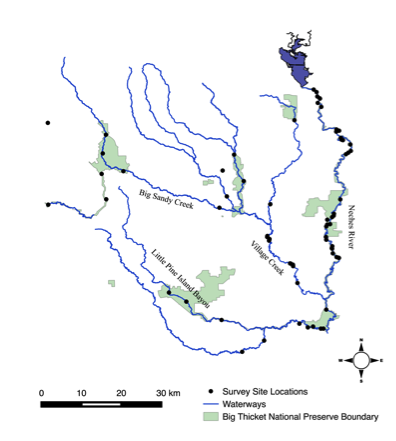 Big Sandy Creek
Neches River
Village Creek
Little Pine Island Bayou
N
W
E
S
0 10 20 30 km
Survey Site Locations
Waterways
Big Thicket National Preserve Boundary